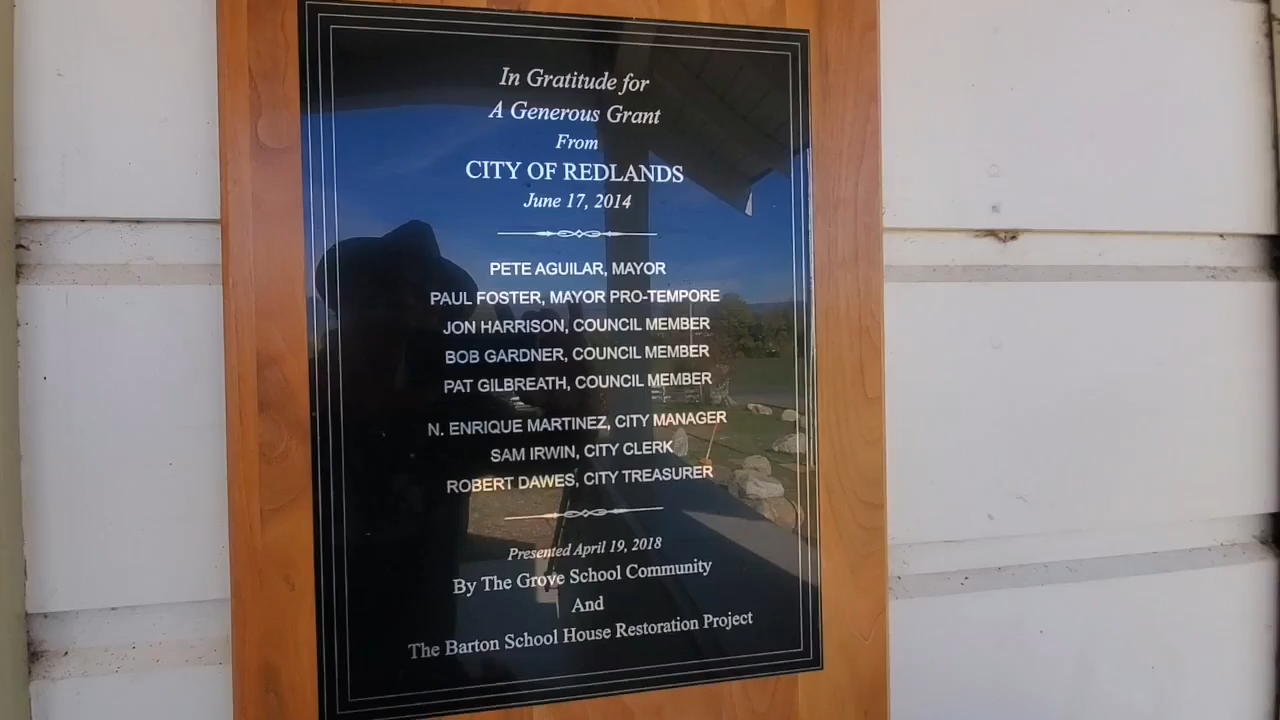 In Gratitude for
A Generous Grant
From
CITY OF REDLANDS
June 17, 2014
PETE AGUILAR, MAYOR
PAUL FOSTER, MAYOR PRO-TEMPORE
JON HARRISON, COUNCIL MEMBER
BOB GARDNER, COUNCIL MEMBER
PAT GILBREATH, COUNCIL MEMBER
N. ENRIQUE MARTINEZ, CITY MANAGER
SAM IRWIN, CITY CLERK
ROBERT DAWES, CITY TREASURER
Presented April 19, 2018
By The Grove School Community
And
The Barton School House Restoration Project